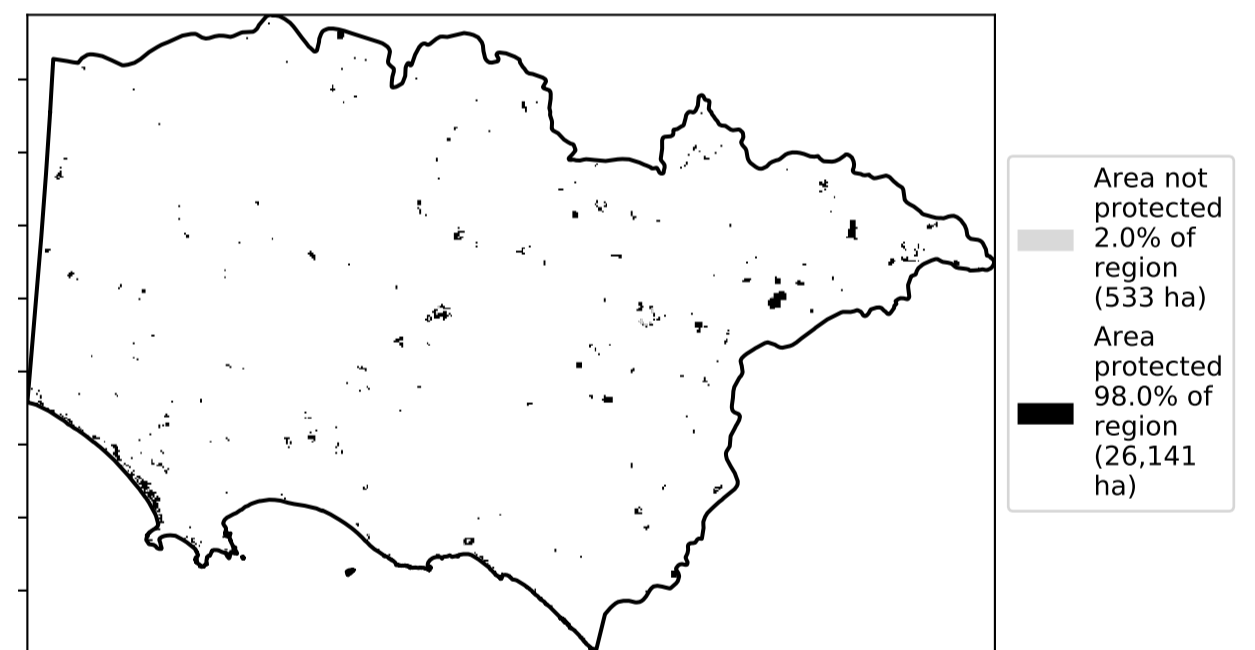 Area not
protected
2.0% of
region
(533 ha)
Area
protected
98.0% of
region
(26,141
ha)